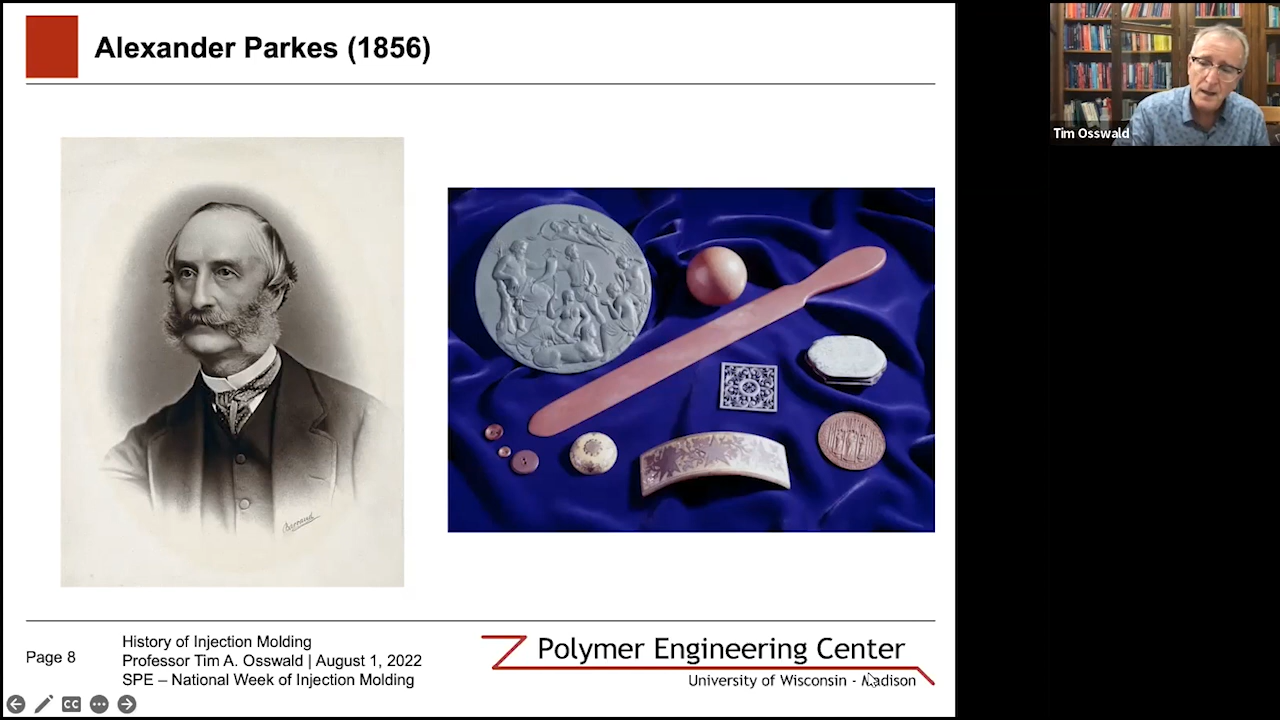 Alexander Parkes (1856)
Tim Osswald
Page 8
History of Injection Molding
Professor Tim A. Osswald | August 1, 2022
SPE – National Week of Injection Molding
Polymer Engineering Center
University of Wisconsin - Madison
CC